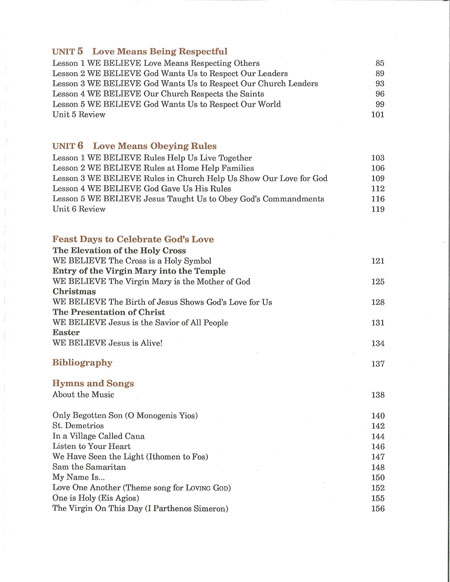 UNIT 5 Love Means Being Respectful
Lesson 1 WE BELIEVE Love Means Respecting Others 85
Lesson 2 WE BELIEVE God Wants Us to Respect Our Leaders 89
Lesson 3 WE BELIEVE God Wants Us to Respect Our Church Leaders 93
Lesson 4 WE BELIEVE Our Church Respects the Saints 96
Lesson 5 WE BELIEVE God Wants Us to Respect Our World 99
Unit 5 Review 101
UNIT 6 Love Means Obeying Rules
Lesson 1 WE BELIEVE Rules Help Us Live Together 103
Lesson 2 WE BELIEVE Rules at Home Help Families 106
Lesson 3 WE BELIEVE Rules in Church Help Us Show Our Love for God 109
Lesson 4 WE BELIEVE God Gave Us His Rules 112
Lesson 5 WE BELIEVE Jesus Taught Us to Obey God's Commandments 116
Unit 6 Review 119
Feast Days to Celebrate God's Love
The Elevation of the Holy Cross
WE BELIEVE The Cross is a Holy Symbol 121
Entry of the Virgin Mary into the Temple
WE BELIEVE The Virgin Mary is the Mother of God 125
Christmas
WE BELIEVE The Birth of Jesus Shows God's Love for Us 128
The Presentation of Christ
WE BELIEVE Jesus is the Savior of All People 131
Easter
WE BELIEVE Jesus is Alive! 134
Bibliography 137
Hymns and Songs
About the Music 138
Only Begotten Son (O Monogenis Yios) 140
St. Demetrios 142
In a Village Called Cana 144
Listen to Your Heart 146
We Have Seen the Light (Ithomen to Fos) 147
Sam the Samaritan 148
My Name Is... 150
Love One Another (Theme song for LOVING GOD) 152
One is Holy (Eis Agios) 155
The Virgin On This Day (I Parthenos Simeron) 156